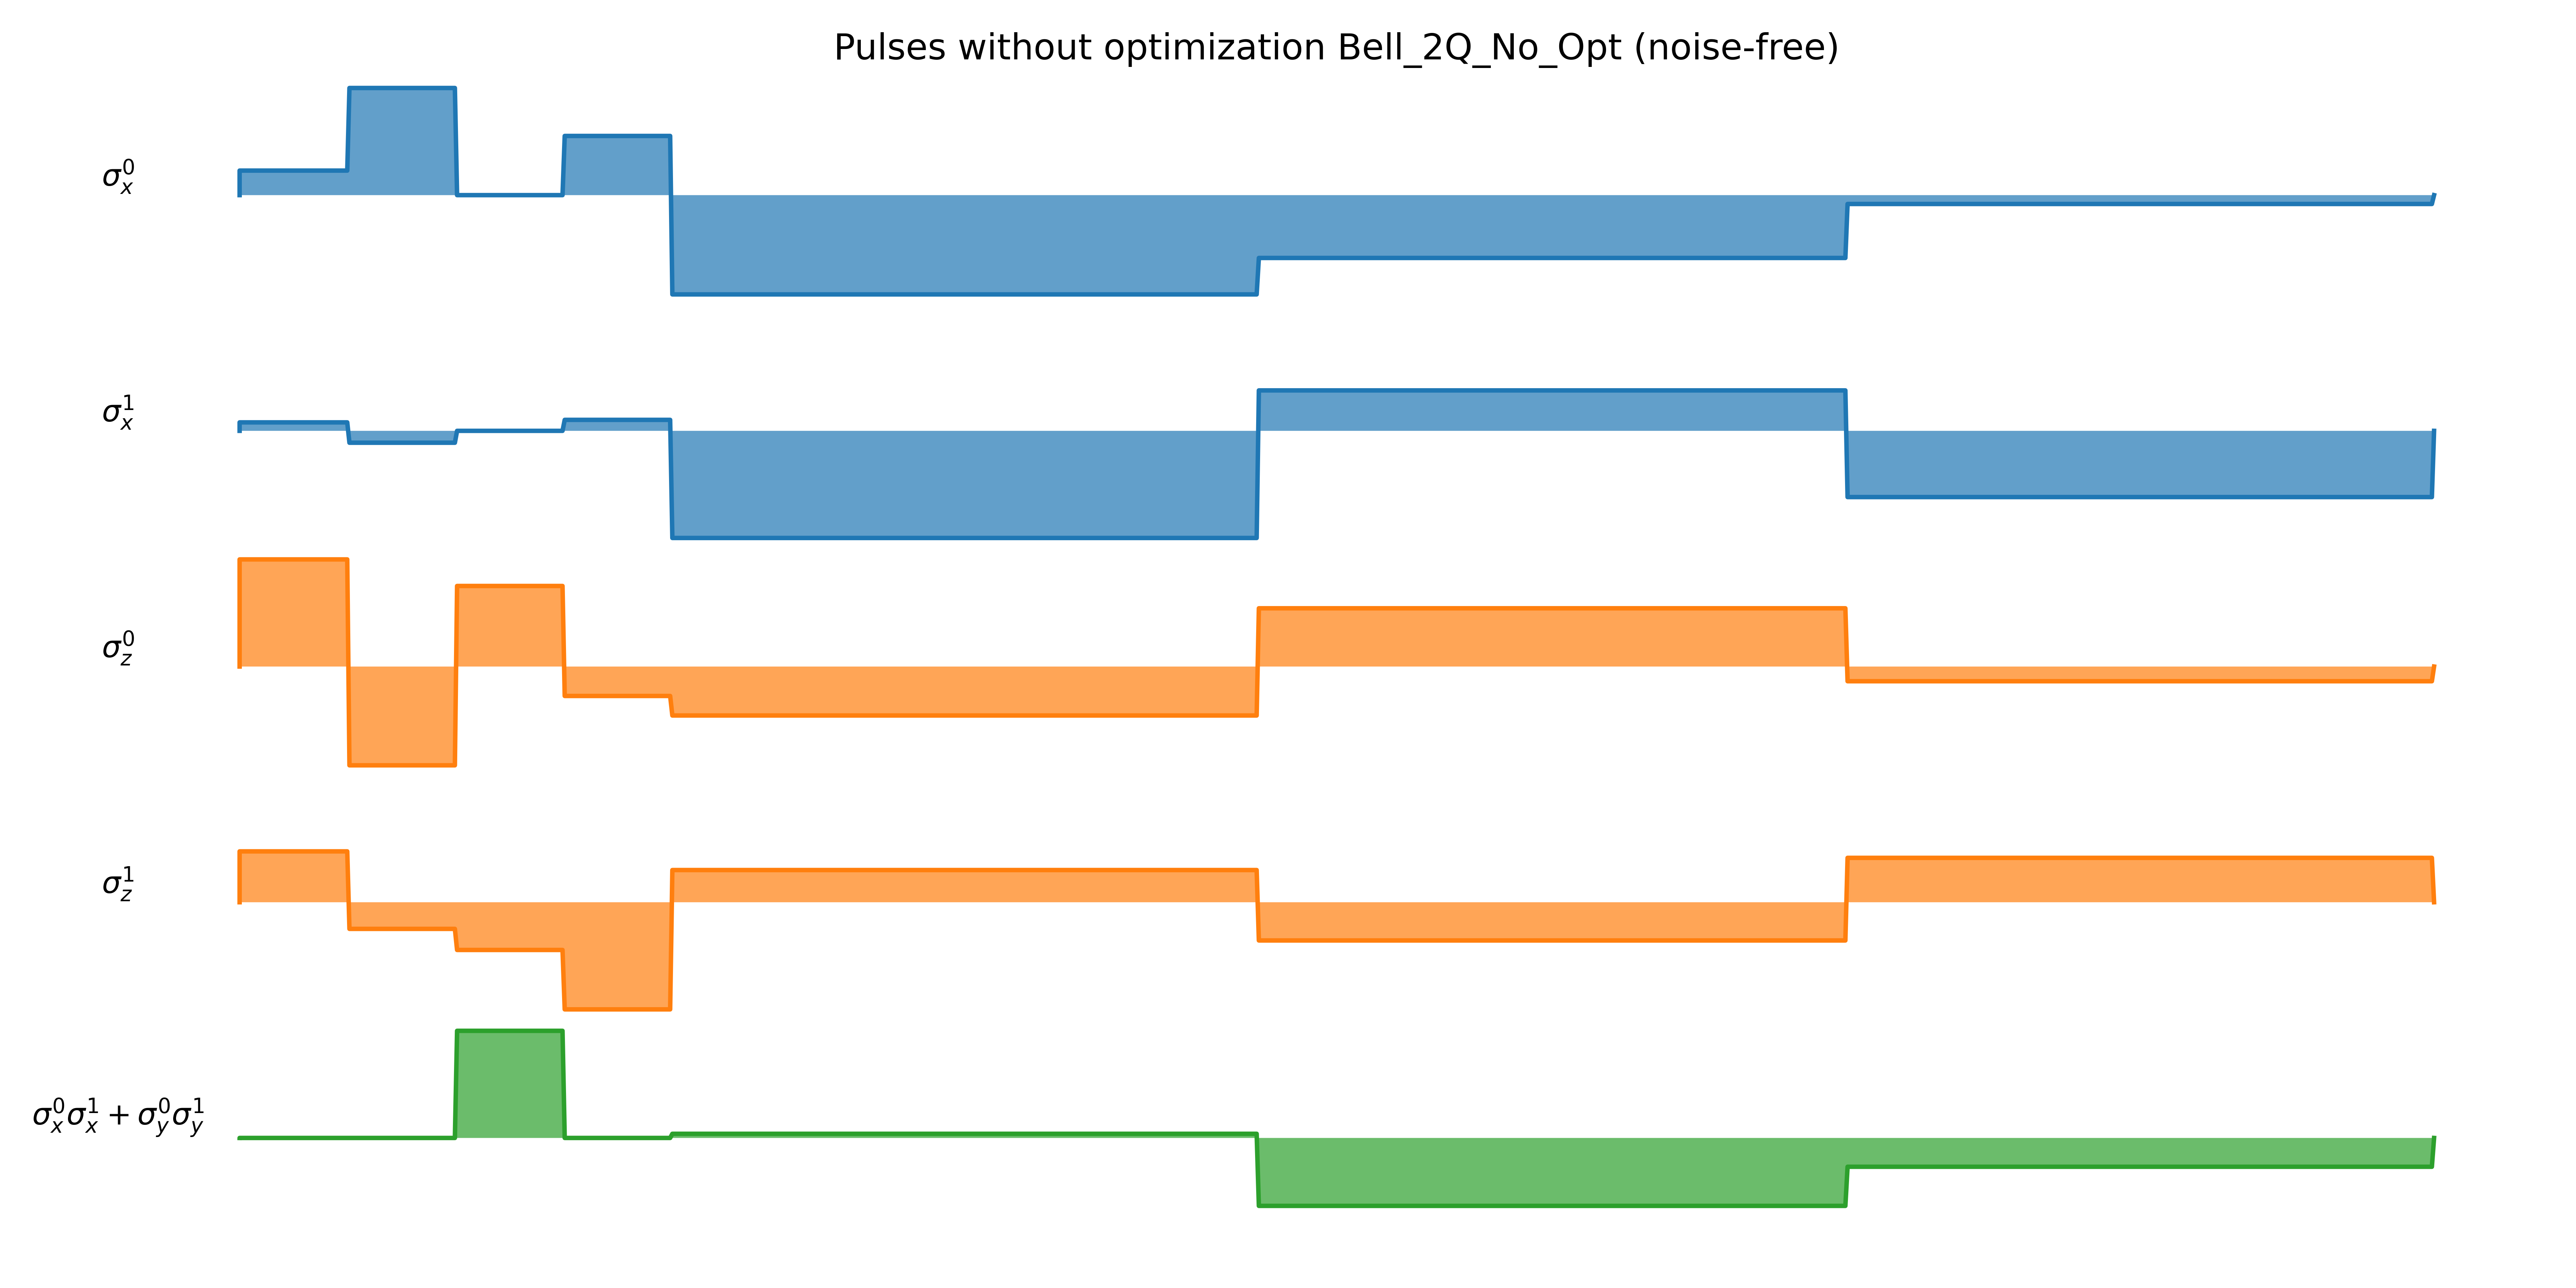 Pulses without optimization Bell_2Q_No_Opt (noise-free)
σ_x^0
σ_x^1
σ_z^0
σ_z^1
σ_x^0σ_x^1 + σ_y^0σ_y^1